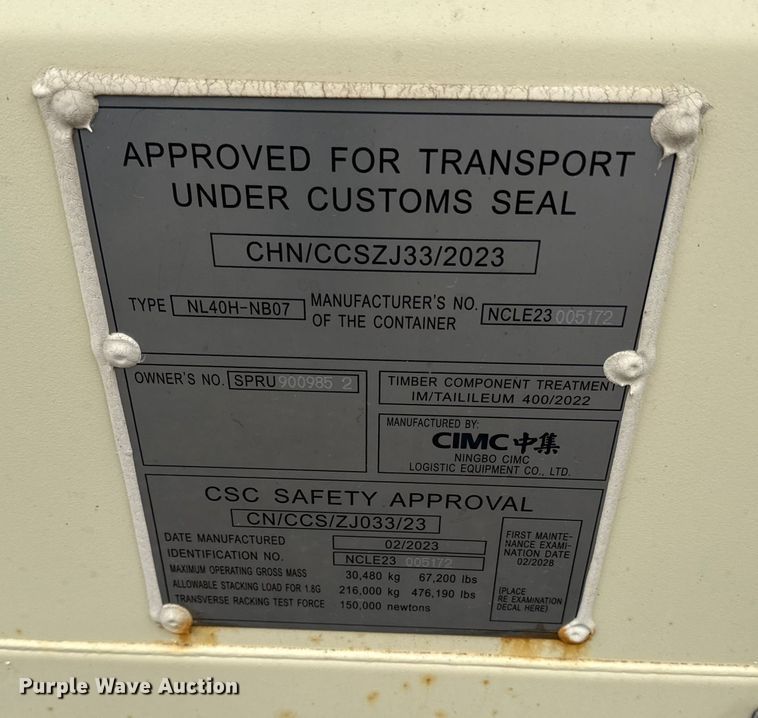 APPROVED FOR TRANSPORT
UNDER CUSTOMS SEAL
CHN/CCSZJ33/2023
TYPE NL40H-NB07
MANUFACTURER'S NO.
OF THE CONTAINER
NCLE23 005172
OWNER'S NO. SPRU 900985 2
TIMBER COMPONENT TREATMENT
IM/TAILILEUM 400/2022
MANUFACTURED BY:
CIMC中集
NINGBO CIMC
LOGISTIC EQUIPMENT CO., LTD.
CSC SAFETY APPROVAL
CN/CCS/ZJ033/23
DATE MANUFACTURED 02/2023
IDENTIFICATION NO. NCLE23 005172
MAXIMUM OPERATING GROSS MASS 30,480 kg 67,200 lbs
ALLOWABLE STACKING LOAD FOR 1.8G 216,000 kg 476,190 lbs
TRANSVERSE RACKING TEST FORCE 150,000 newtons
FIRST MAINTE-
NANCE EXAMI-
NATION DATE
02/2028
(PLACE
RE EXAMINATION
DECAL HERE)
Purple Wave Auction